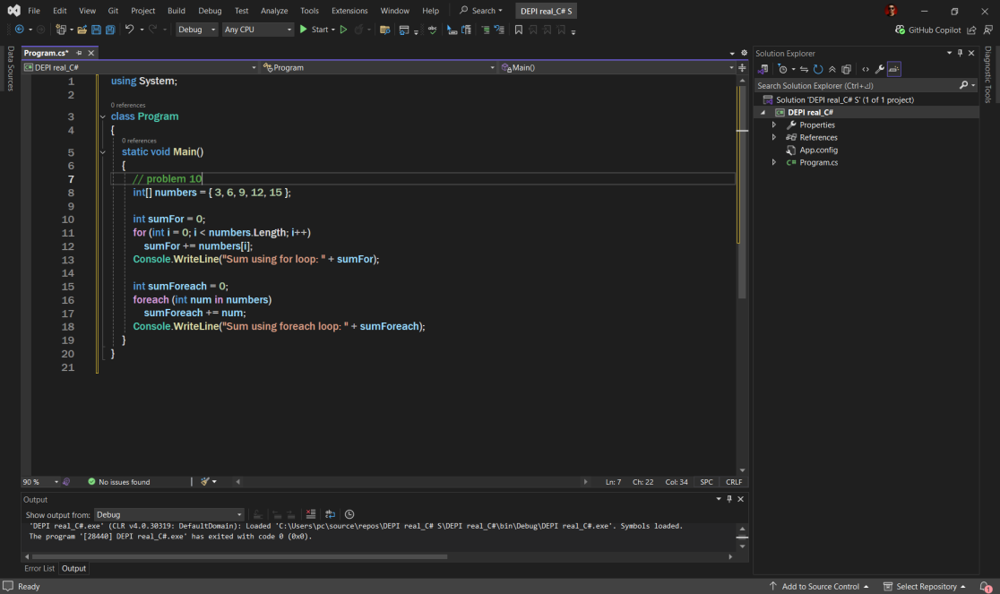 File Edit View Git Project Build Debug Test Analyze Tools Extensions Window Help Search DEPI real_C# S
Debug Any CPU Start GitHub Copilot
Data Sources
Program.cs*
DEPI real_C# Program Main()
1 using System;
2
0 references
3 class Program
4 {
0 references
5 static void Main()
6 {
7 // problem 10
8 int[] numbers = { 3, 6, 9, 12, 15 };
9
10 int sumFor = 0;
11 for (int i = 0; i < numbers.Length; i++)
12 sumFor += numbers[i];
13 Console.WriteLine("Sum using for loop: " + sumFor);
14
15 int sumForeach = 0;
16 foreach (int num in numbers)
17 sumForeach += num;
18 Console.WriteLine("Sum using foreach loop: " + sumForeach);
19 }
20 }
21
90 % No issues found Ln: 7 Ch: 22 Col: 34 SPC CRLF
Output
Show output from: Debug
'DEPI real_C#.exe' (CLR v4.0.30319: DefaultDomain): Loaded 'C:\Users\pc\source\repos\DEPI real_C# S\DEPI real_C#\bin\Debug\DEPI real_C#.exe'. Symbols loaded.
The program '[28440] DEPI real_C#.exe' has exited with code 0 (0x0).
Error List Output
Solution Explorer
Search Solution Explorer (Ctrl+;)
Solution 'DEPI real_C# S' (1 of 1 project)
C# DEPI real_C#
Properties
References
App.config
C# Program.cs
Diagnostic Tools
Ready Add to Source Control Select Repository 1